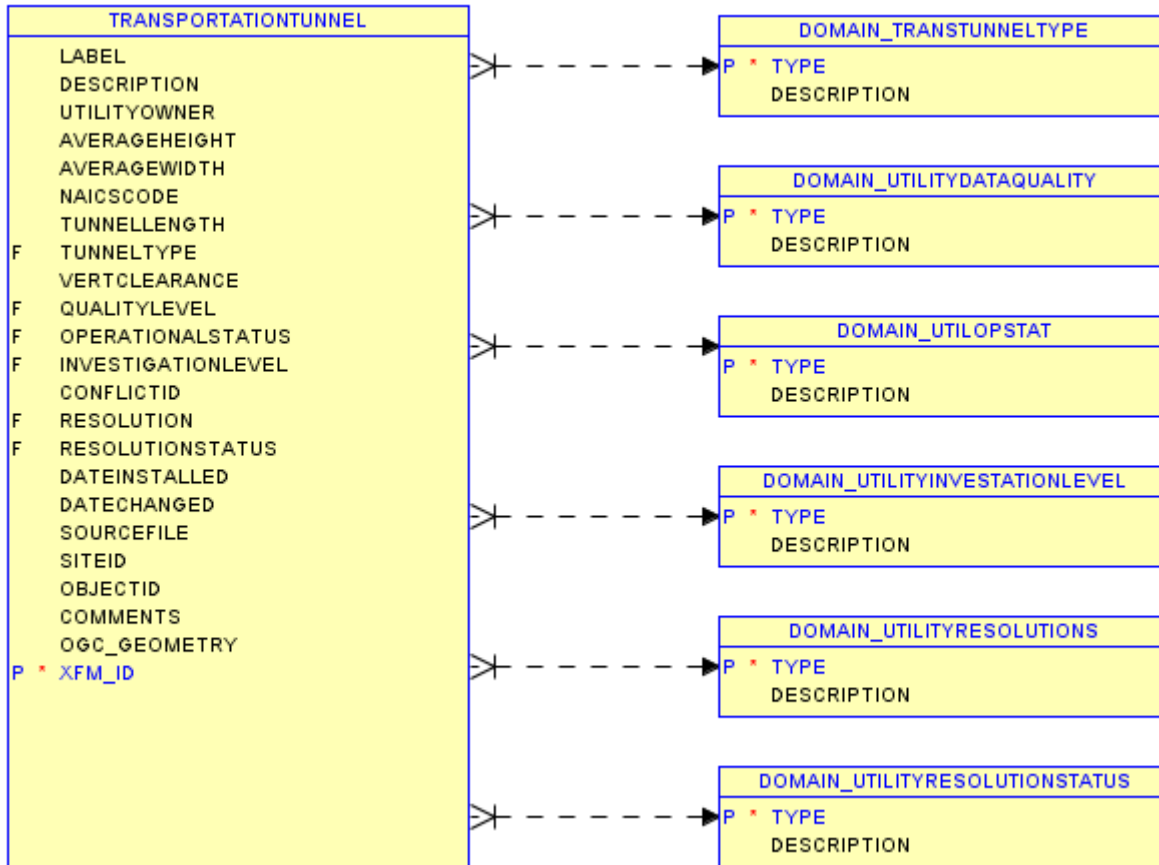 TRANSPORTATIONTUNNEL
LABEL
DESCRIPTION
UTILITYOWNER
AVERAGEHEIGHT
AVERAGEWIDTH
NAICSCODE
TUNNELLENGTH
F TUNNELTYPE
VERTCLEARANCE
F QUALITYLEVEL
F OPERATIONALSTATUS
F INVESTIGATIONLEVEL
CONFLICTID
F RESOLUTION
F RESOLUTIONSTATUS
DATEINSTALLED
DATECHANGED
SOURCEFILE
SITEID
OBJECTID
COMMENTS
OGC_GEOMETRY
P * XFM_ID
DOMAIN_TRANSTUNNELTYPE
P * TYPE
DESCRIPTION
DOMAIN_UTILITYDATAQUALITY
P * TYPE
DESCRIPTION
DOMAIN_UTILOPSTAT
P * TYPE
DESCRIPTION
DOMAIN_UTILITYINVESTATIONLEVEL
P * TYPE
DESCRIPTION
DOMAIN_UTILITYRESOLUTIONS
P * TYPE
DESCRIPTION
DOMAIN_UTILITYRESOLUTIONSTATUS
P * TYPE
DESCRIPTION